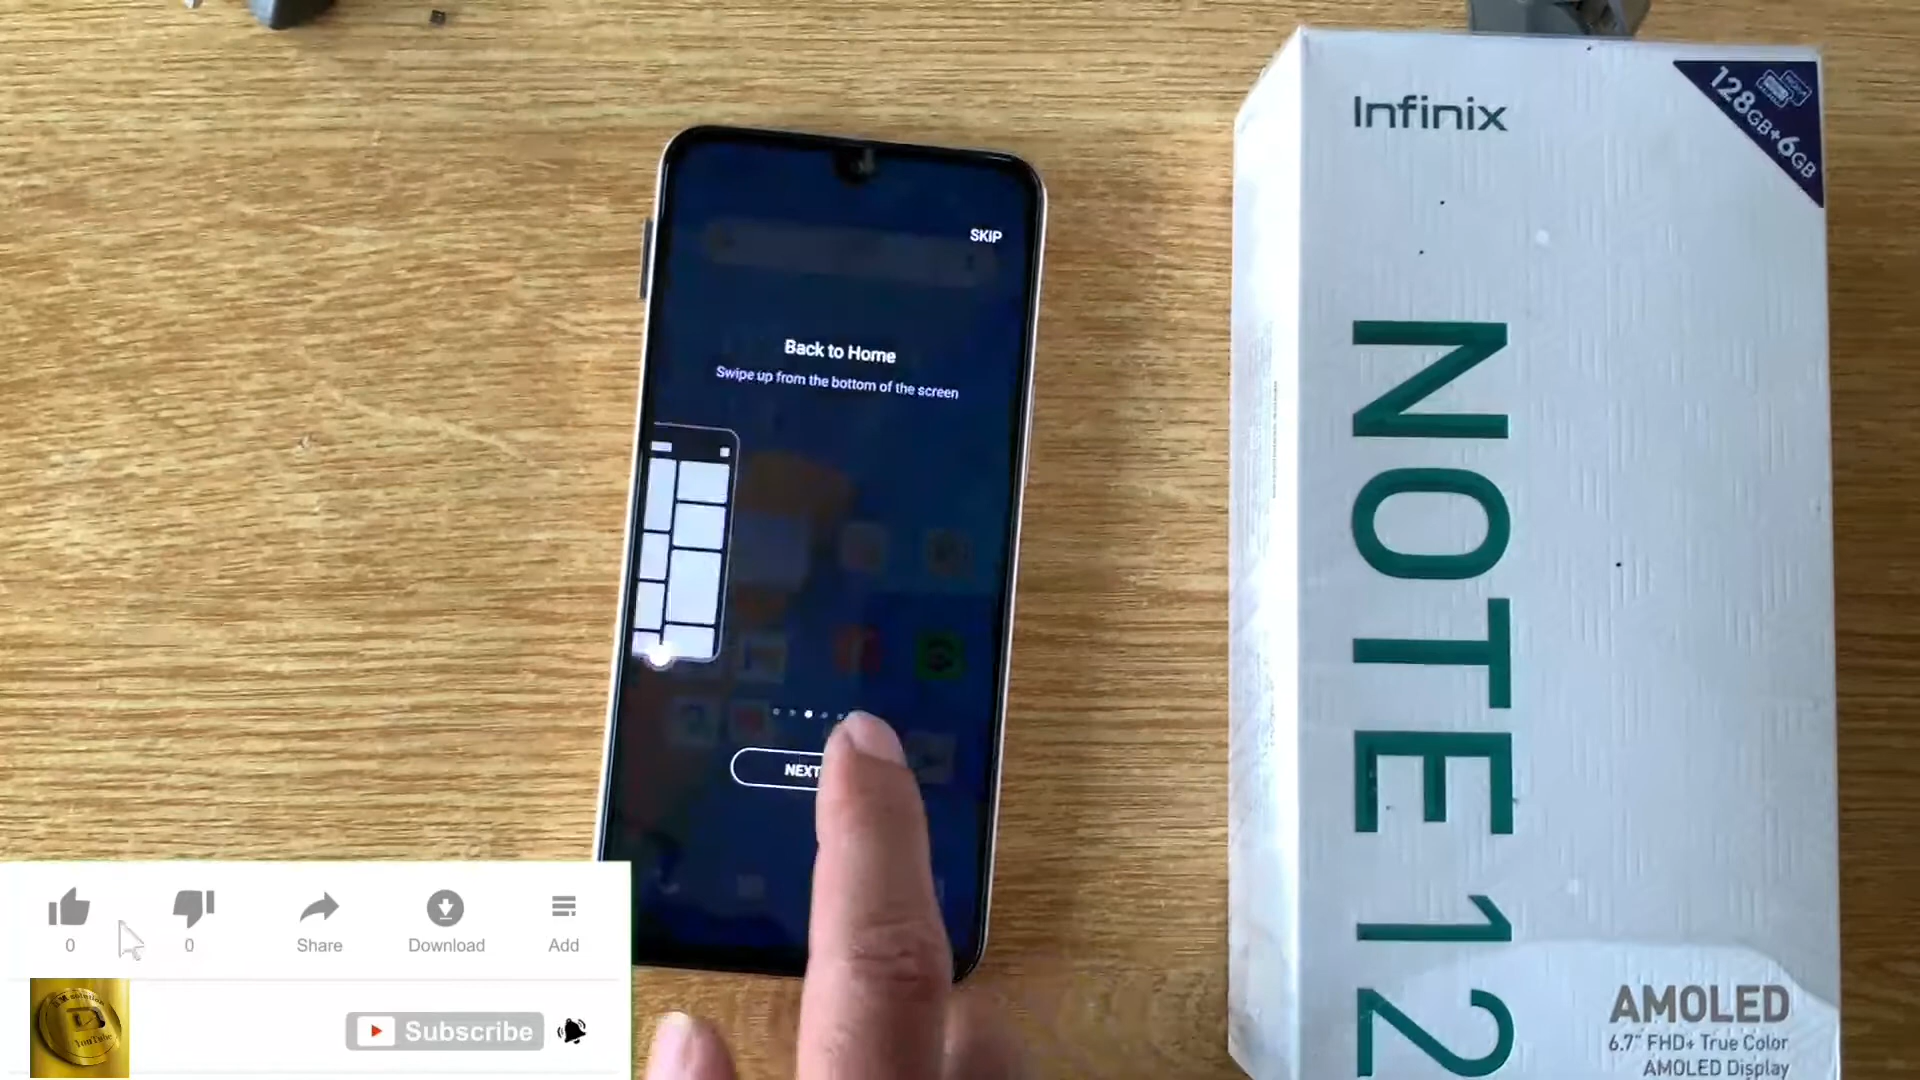 SKIP
Back to Home
Swipe up from the bottom of the screen
NEXT
Infinix
128GB+6GB
NOTE 12
AMOLED
6.7" FHD+ True Color
AMOLED Display
0
0
Share
Download
Add
Subscribe
YouTube